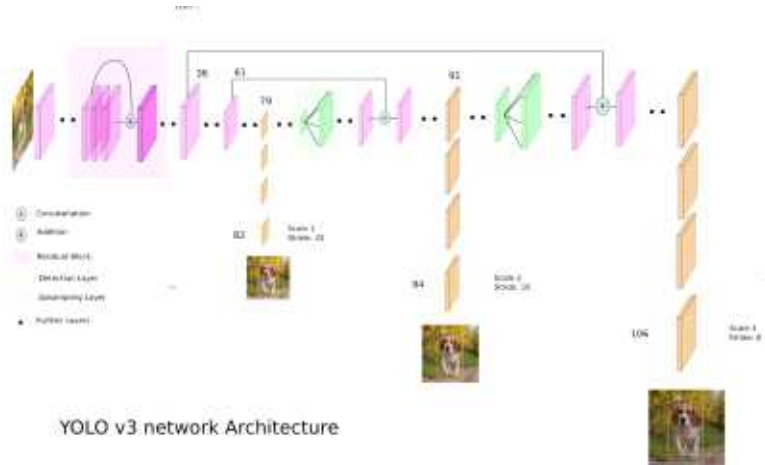 36
61
91
79
Concatenation
Addition
Residual Block
Detection Layer
Upsampling Layer
Further Layers
82
Scale 1
Stride: 32
94
Scale 2
Stride: 16
106
Scale 3
Stride: 8
YOLO v3 network Architecture